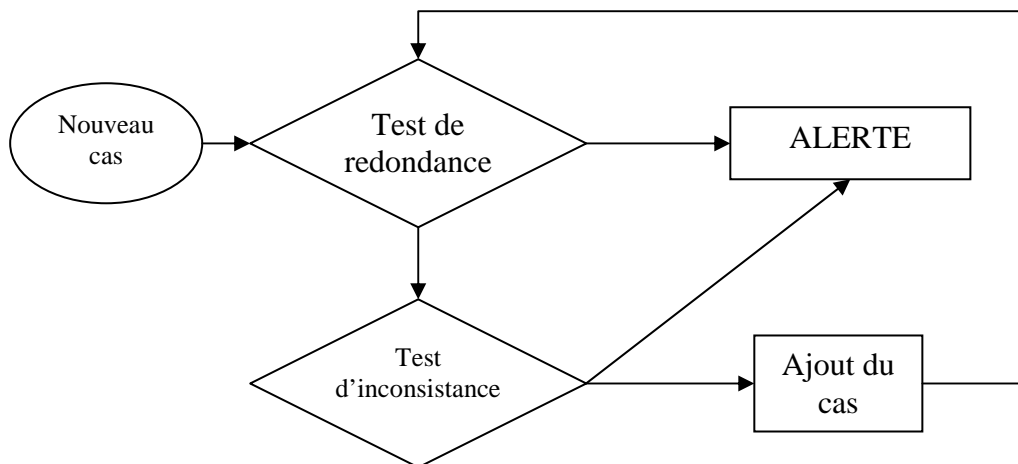 Nouveau
cas
Test de
redondance
ALERTE
Test
d’inconsistance
Ajout du
cas